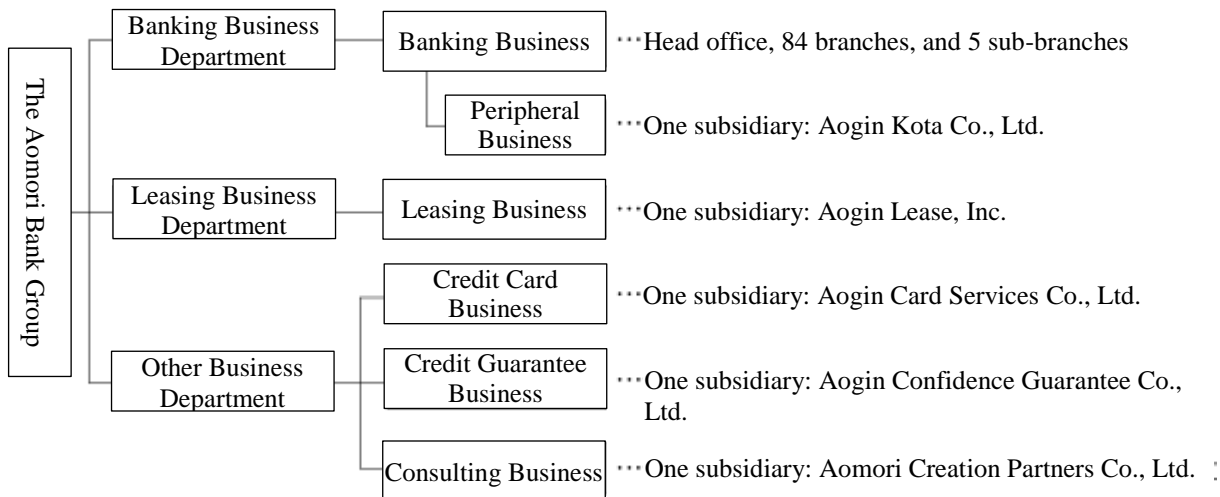 The Aomori Bank Group
Banking Business
Department
Banking Business
···Head office, 84 branches, and 5 sub-branches
Peripheral
Business
···One subsidiary: Aogin Kota Co., Ltd.
Leasing Business
Department
Leasing Business
···One subsidiary: Aogin Lease, Inc.
Other Business
Department
Credit Card
Business
···One subsidiary: Aogin Card Services Co., Ltd.
Credit Guarantee
Business
···One subsidiary: Aogin Confidence Guarantee Co.,
Ltd.
Consulting Business
···One subsidiary: Aomori Creation Partners Co., Ltd.